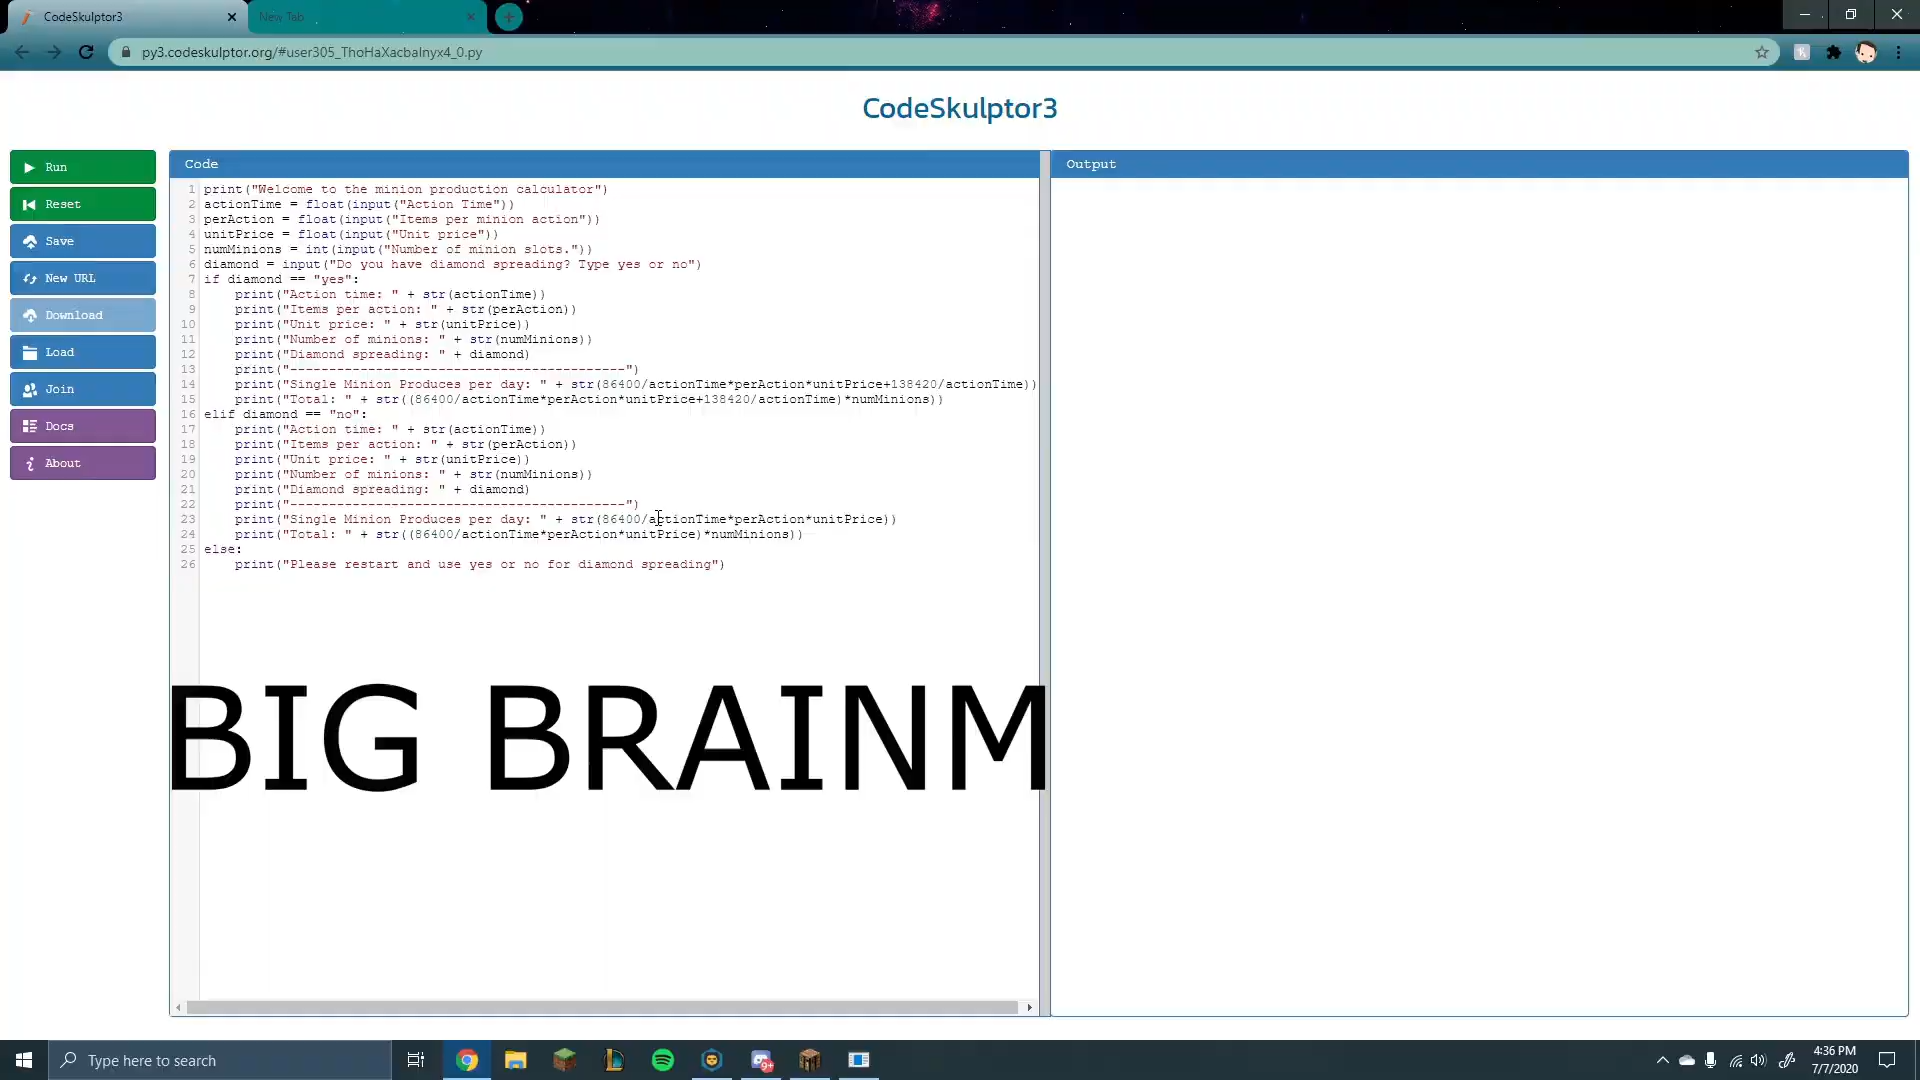 CodeSkulptor3
New Tab
py3.codeskulptor.org/#user305_ThoHaXacbaInyx4_0.py
CodeSkulptor3
Run
Reset
Save
New URL
Download
Load
Join
Docs
About
Code
1 print("Welcome to the minion production calculator")
2 actionTime = float(input("Action Time"))
3 perAction = float(input("Items per minion action"))
4 unitPrice = float(input("Unit price"))
5 numMinions = int(input("Number of minion slots."))
6 diamond = input("Do you have diamond spreading? Type yes or no")
7 if diamond == "yes":
8     print("Action time: " + str(actionTime))
9     print("Items per action: " + str(perAction))
10     print("Unit price: " + str(unitPrice))
11     print("Number of minions: " + str(numMinions))
12     print("Diamond spreading: " + diamond)
13     print("-------------------------------------------")
14     print("Single Minion Produces per day: " + str(86400/actionTime*perAction*unitPrice+138420/actionTime))
15     print("Total: " + str((86400/actionTime*perAction*unitPrice+138420/actionTime)*numMinions))
16 elif diamond == "no":
17     print("Action time: " + str(actionTime))
18     print("Items per action: " + str(perAction))
19     print("Unit price: " + str(unitPrice))
20     print("Number of minions: " + str(numMinions))
21     print("Diamond spreading: " + diamond)
22     print("-------------------------------------------")
23     print("Single Minion Produces per day: " + str(86400/actionTime*perAction*unitPrice))
24     print("Total: " + str((86400/actionTime*perAction*unitPrice)*numMinions))
25 else:
26     print("Please restart and use yes or no for diamond spreading")
BIG BRAINM
Output
Type here to search
9+
4:36 PM
7/7/2020